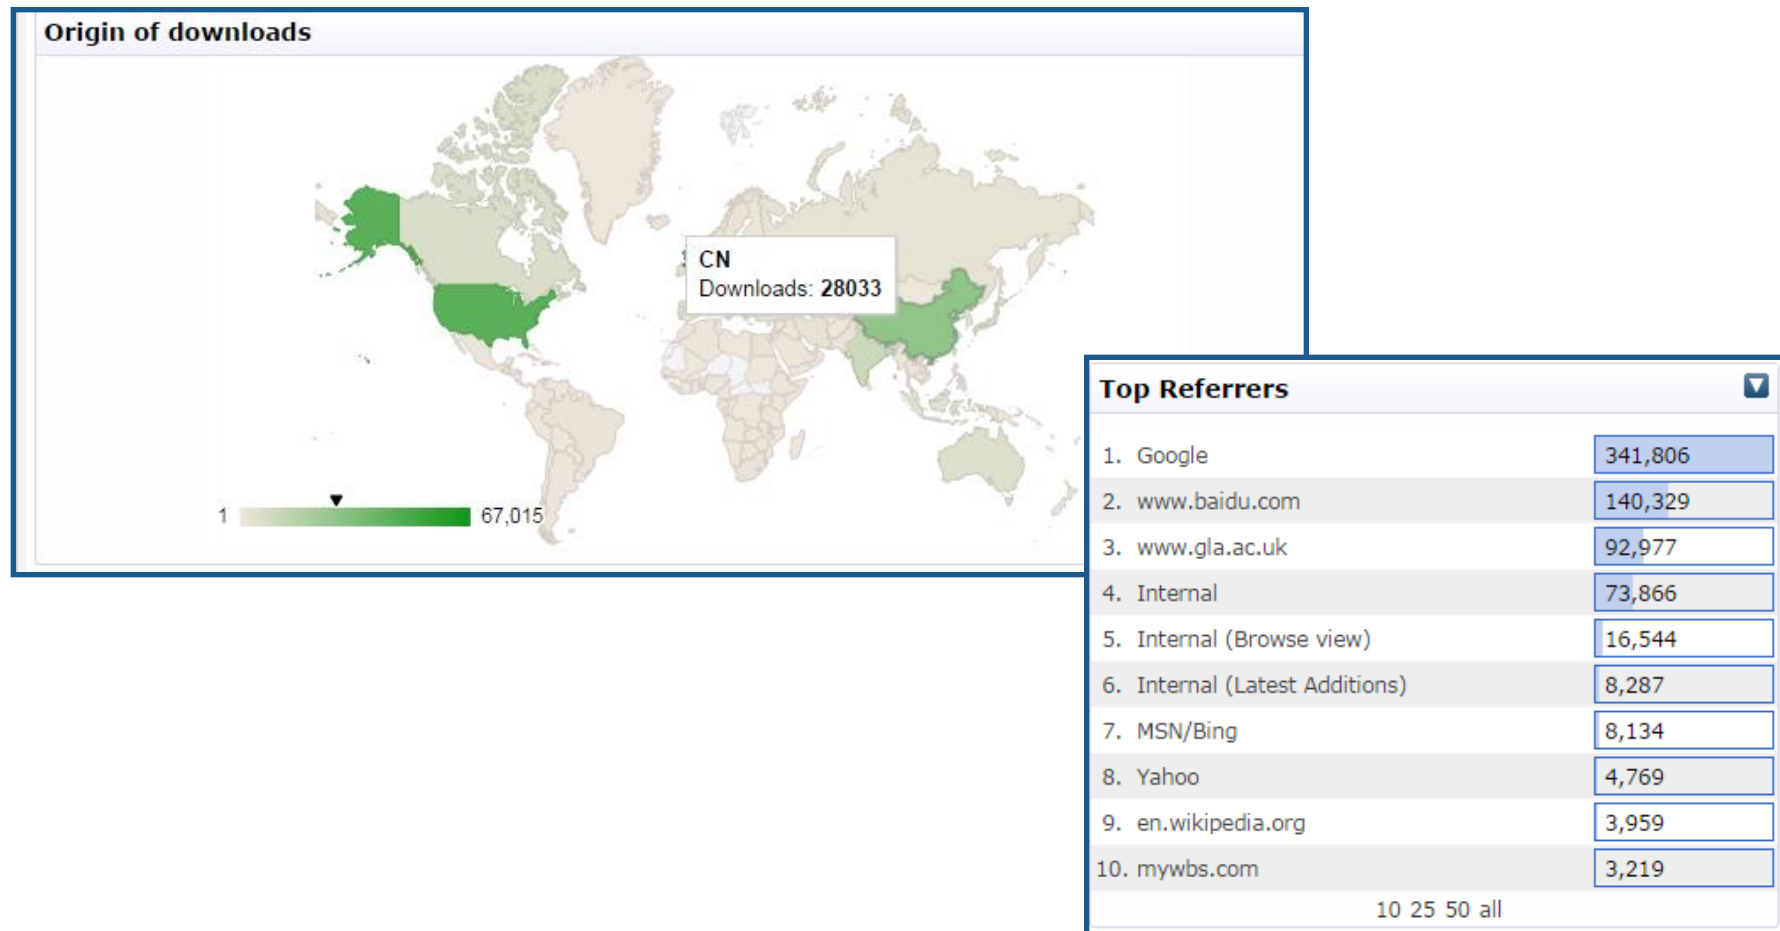 Origin of downloads
CN
Downloads: 28033
1 67,015
Top Referrers
1. Google 341,806
2. www.baidu.com 140,329
3. www.gla.ac.uk 92,977
4. Internal 73,866
5. Internal (Browse view) 16,544
6. Internal (Latest Additions) 8,287
7. MSN/Bing 8,134
8. Yahoo 4,769
9. en.wikipedia.org 3,959
10. mywbs.com 3,219
10 25 50 all